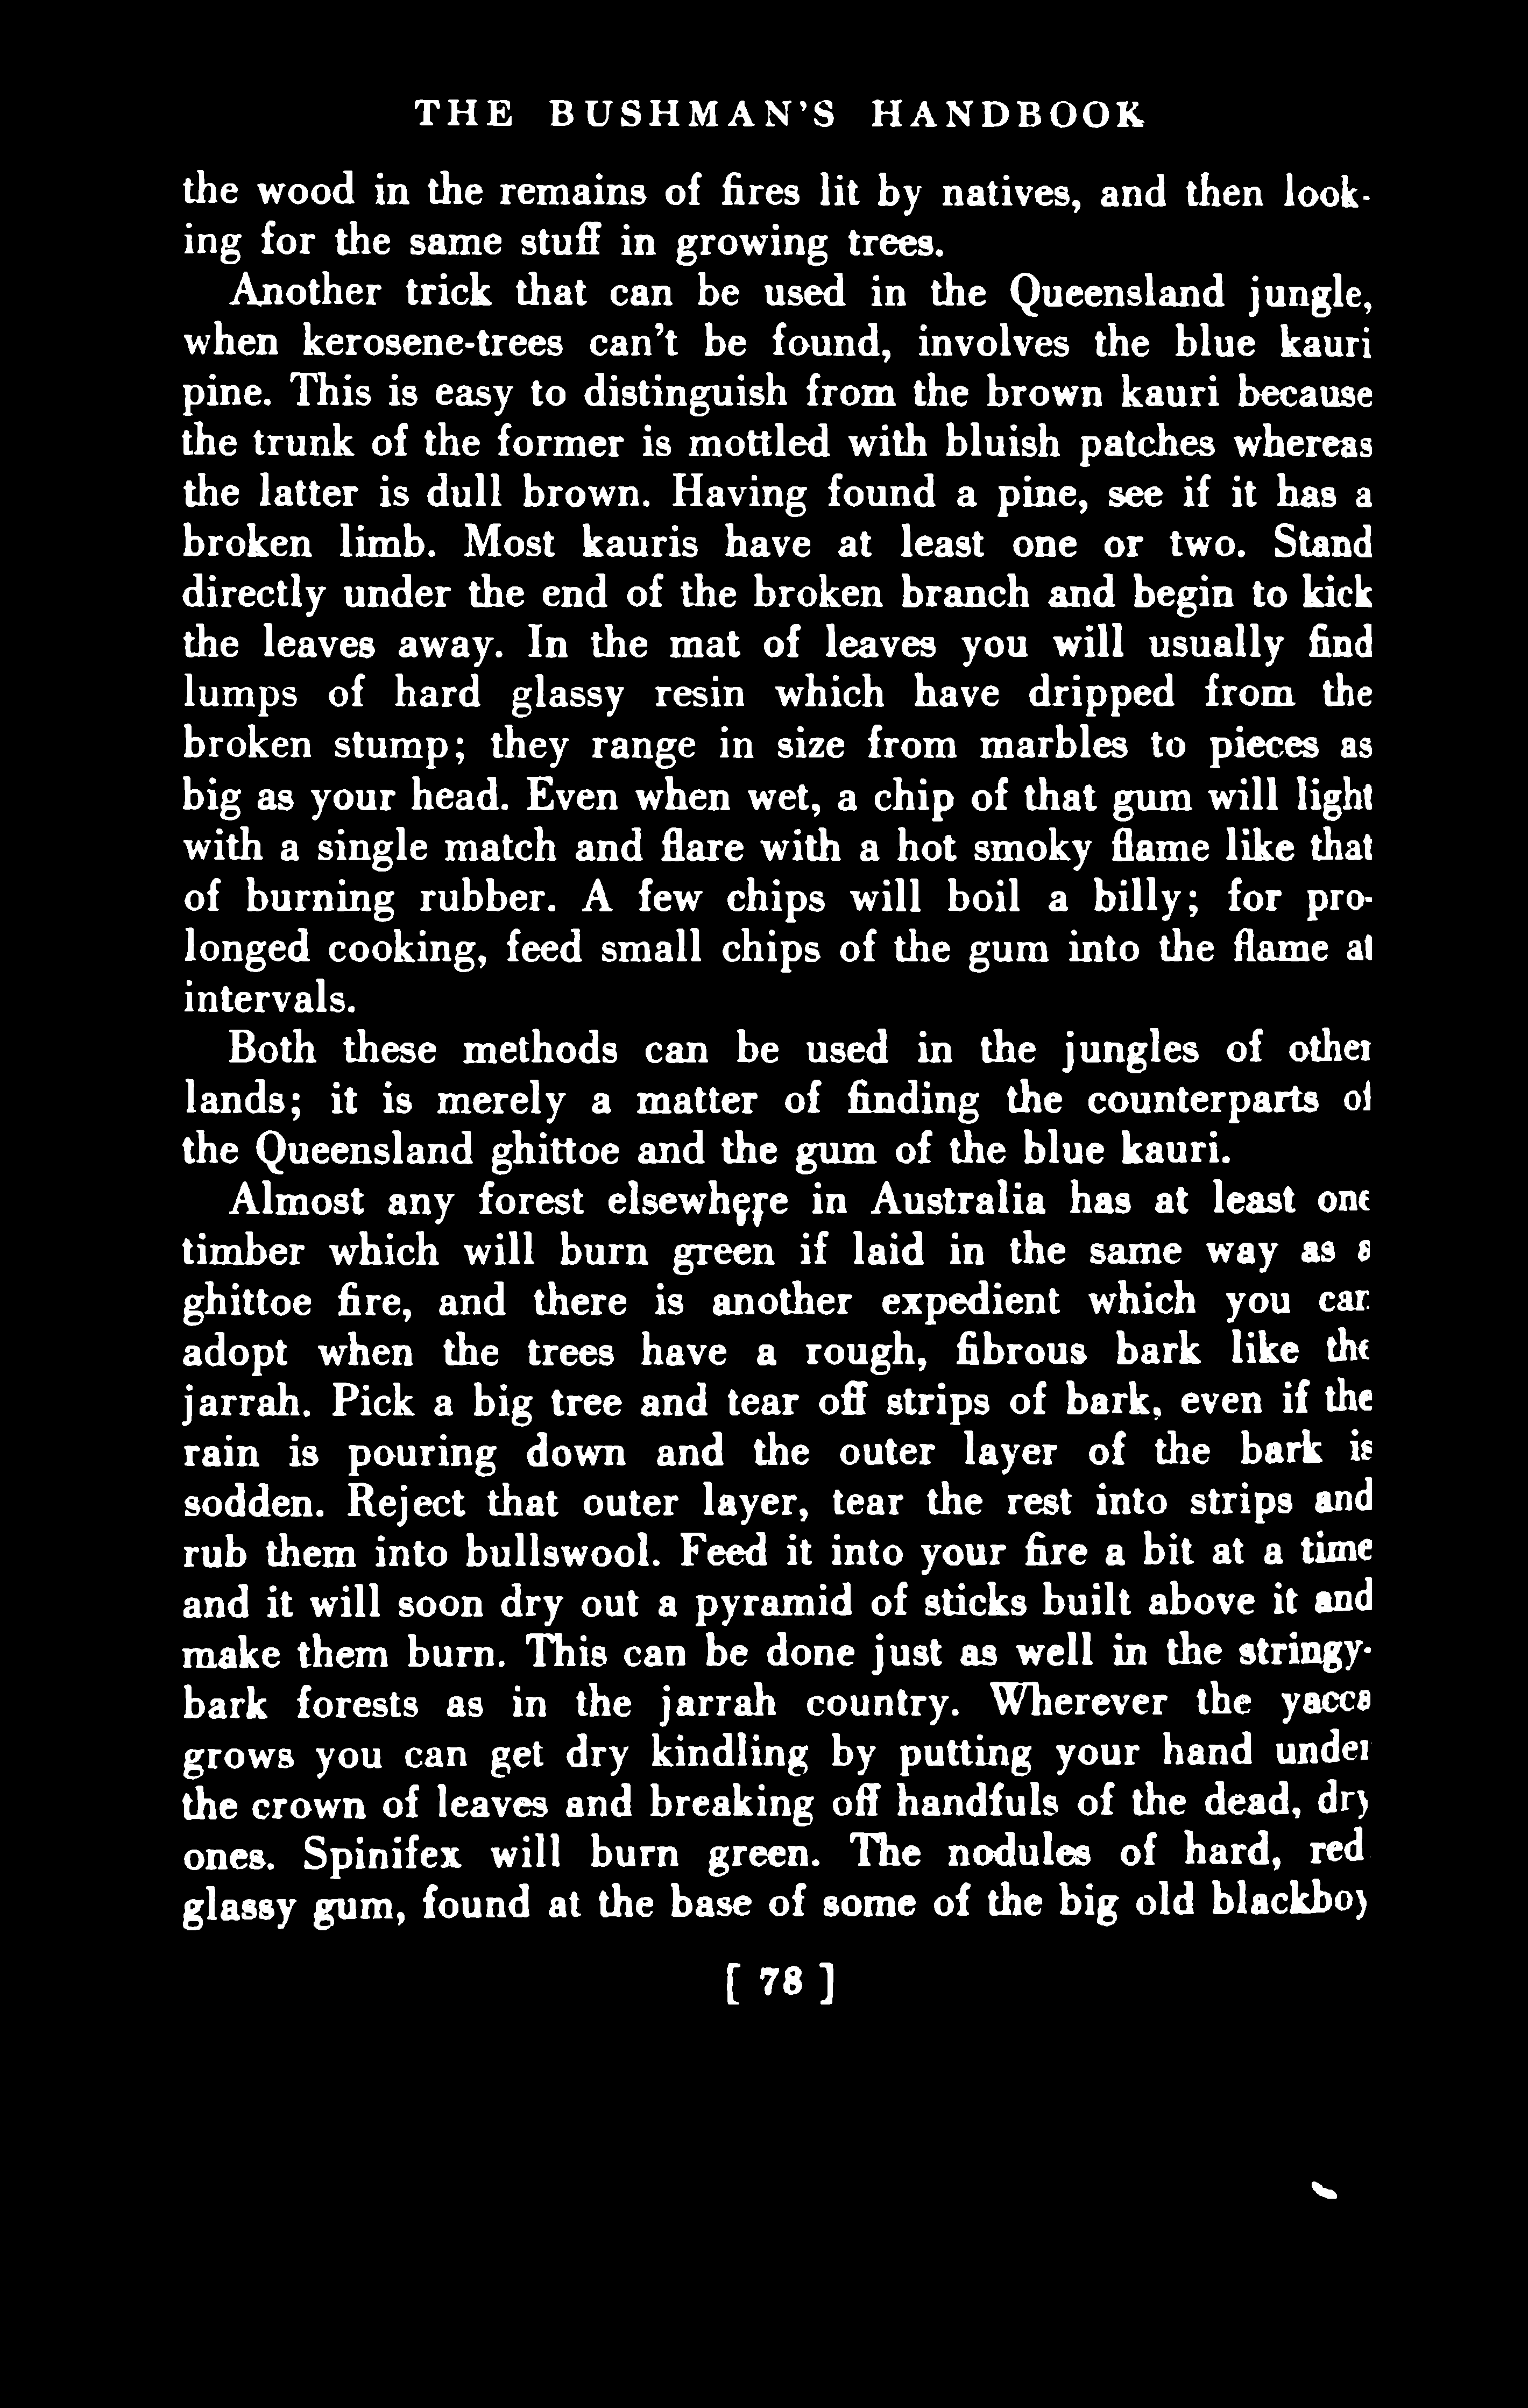 THE BUSHMAN'S HANDBOOK
the wood in the remains of fires lit by natives, and then look-
ing for the same stuff in growing trees.
Another trick that can be used in the Queensland jungle,
when kerosene-trees can't be found, involves the blue kauri
pine. This is easy to distinguish from the brown kauri because
the trunk of the former is mottled with bluish patches whereas
the latter is dull brown. Having found a pine, see if it has a
broken limb. Most kauris have at least one or two. Stand
directly under the end of the broken branch and begin to kick
the leaves away. In the mat of leaves you will usually find
lumps of hard glassy resin which have dripped from the
broken stump; they range in size from marbles to pieces as
big as your head. Even when wet, a chip of that gum will light
with a single match and flare with a hot smoky flame like that
of burning rubber. A few chips will boil a billy; for pro-
longed cooking, feed small chips of the gum into the flame at
intervals.
Both these methods can be used in the jungles of other
lands; it is merely a matter of finding the counterparts of
the Queensland ghittoe and the gum of the blue kauri.
Almost any forest elsewhere in Australia has at least one
timber which will burn green if laid in the same way as a
ghittoe fire, and there is another expedient which you can
adopt when the trees have a rough, fibrous bark like the
jarrah. Pick a big tree and tear off strips of bark, even if the
rain is pouring down and the outer layer of the bark is
sodden. Reject that outer layer, tear the rest into strips and
rub them into bullswool. Feed it into your fire a bit at a time
and it will soon dry out a pyramid of sticks built above it and
make them burn. This can be done just as well in the stringy-
bark forests as in the jarrah country. Wherever the yacca
grows you can get dry kindling by putting your hand under
the crown of leaves and breaking off handfuls of the dead, dry
ones. Spinifex will burn green. The nodules of hard, red
glassy gum, found at the base of some of the big old blackboy
[ 78 ]